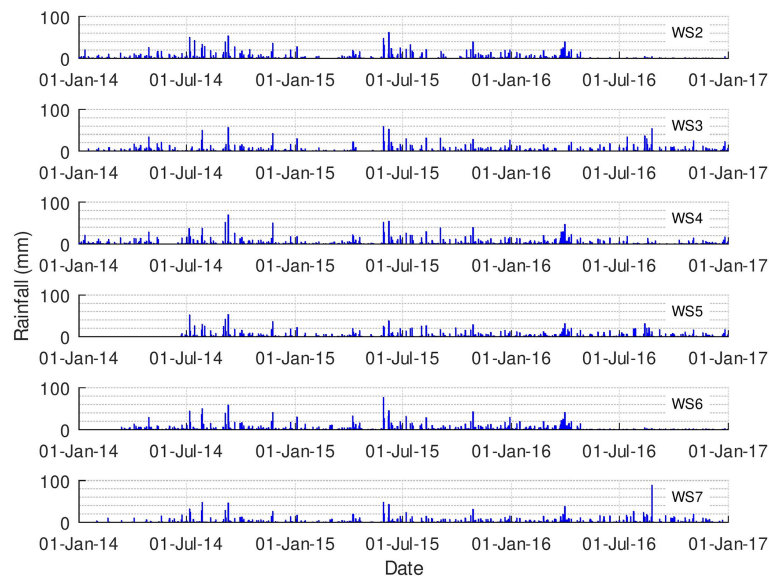 100
WS2
0
01-Jan-14 01-Jul-14 01-Jan-15 01-Jul-15 01-Jan-16 01-Jul-16 01-Jan-17
100
WS3
0
01-Jan-14 01-Jul-14 01-Jan-15 01-Jul-15 01-Jan-16 01-Jul-16 01-Jan-17
100
WS4
0
01-Jan-14 01-Jul-14 01-Jan-15 01-Jul-15 01-Jan-16 01-Jul-16 01-Jan-17
Rainfall (mm)
100
WS5
0
01-Jan-14 01-Jul-14 01-Jan-15 01-Jul-15 01-Jan-16 01-Jul-16 01-Jan-17
100
WS6
0
01-Jan-14 01-Jul-14 01-Jan-15 01-Jul-15 01-Jan-16 01-Jul-16 01-Jan-17
100
WS7
0
01-Jan-14 01-Jul-14 01-Jan-15 01-Jul-15 01-Jan-16 01-Jul-16 01-Jan-17
Date